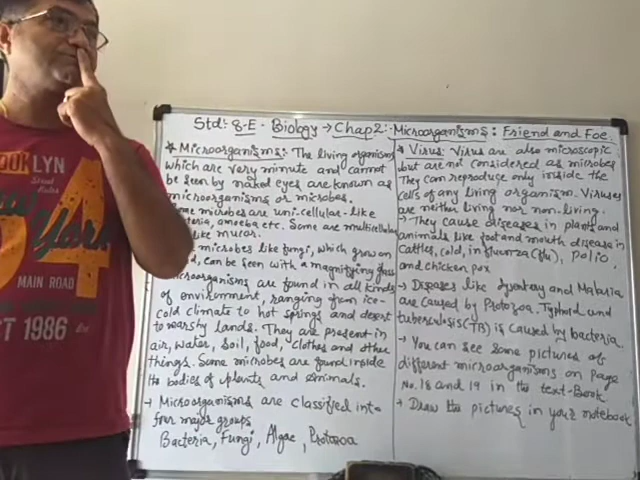 Std: 8-E - Biology → Chap 2:- Microorganisms: Friend and Foe.
* Microorganisms: The living organisms
which are very minute and cannot
be seen by naked eyes are known as
microorganisms or microbes.
me microbes are uni-cellular-like
teria, amoeba etc. Some are multicellular
like mucor.
microbes like fungi, which grow on
d, can be seen with a magnifying glass
microorganisms are found in all kinds
of environment, ranging from ice-
cold climate to hot springs and desert
to marshy lands. They are present in
air, water, soil, food, clothes and other
things. Some microbes are found inside
the bodies of plants and animals.
→ Microorganisms are classified into
four major groups
Bacteria, Fungi, Algae, Protozoa
* Virus: Virus are also microscopic
but are not considered as microbes
They can reproduce only inside the
cells of any living organism. Viruses
are neither living nor non-living.
→ They cause diseases in plants and
animals like foot and mouth disease in
Cattles, cold, influenza (flu), polio
and chicken pox
→ Diseases like dysentry and Malaria
are caused by Protozoa. Typhoid and
tuberculosis (TB) is caused by bacteria.
→ You can see some pictures of
different microorganisms on page
No. 18 and 19 in the text-Book
→ Draw the pictures in your notebook
OOKLYN
New York
MAIN ROAD
ST 1986